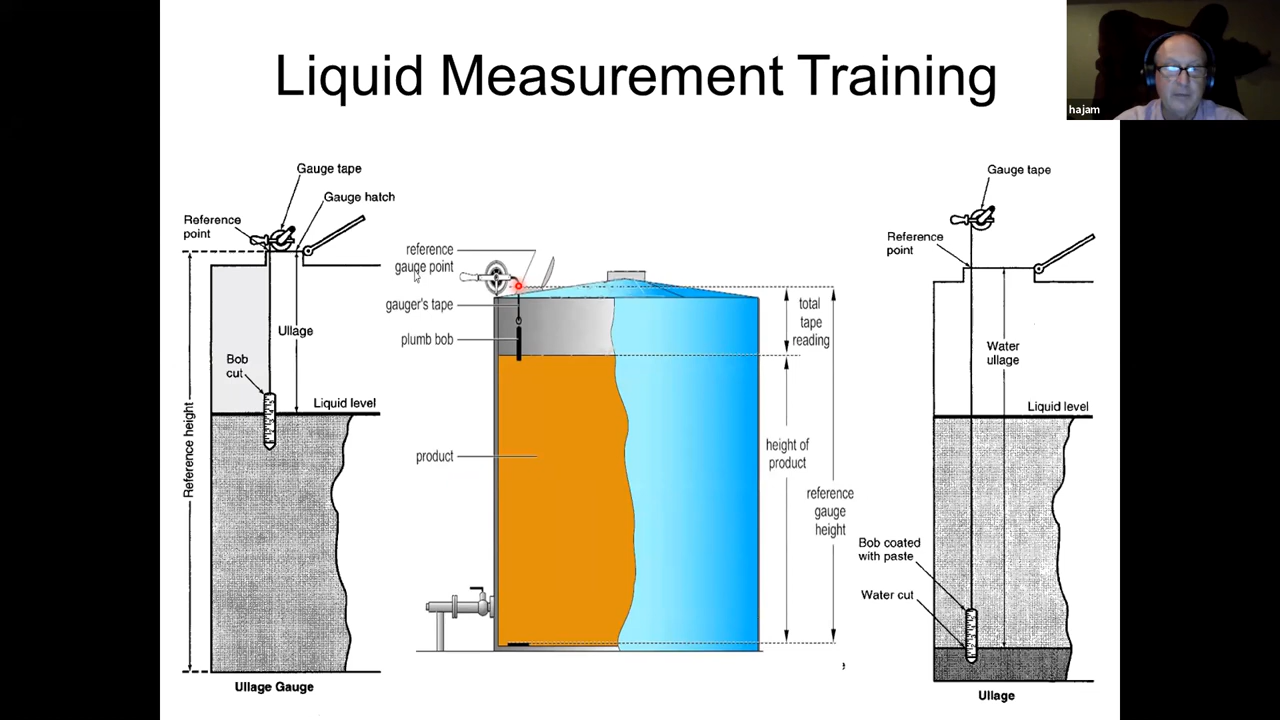 Liquid Measurement Training
hajam
Gauge tape
Gauge hatch
Reference
point
Ullage
Bob
cut
Liquid level
Reference height
Ullage Gauge
reference
gauge point
gauger's tape
plumb bob
product
total
tape
reading
height of
product
reference
gauge
height
Gauge tape
Reference
point
Water
ullage
Liquid level
Bob coated
with paste
Water cut
Ullage